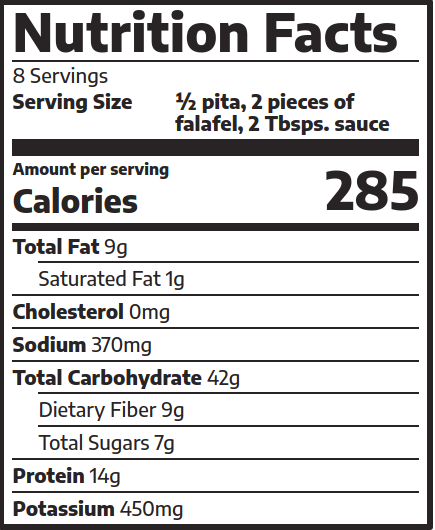 Nutrition Facts
8 Servings
Serving Size ½ pita, 2 pieces of
falafel, 2 Tbsps. sauce
Amount per serving
Calories 285
Total Fat 9g
Saturated Fat 1g
Cholesterol 0mg
Sodium 370mg
Total Carbohydrate 42g
Dietary Fiber 9g
Total Sugars 7g
Protein 14g
Potassium 450mg